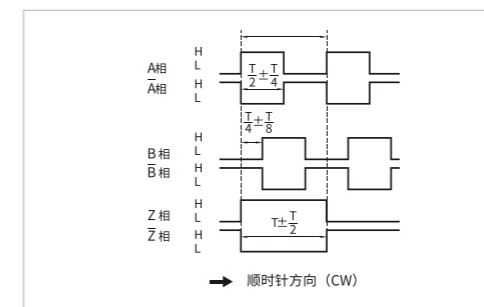 H
A相 L
A̅相 H
L
T/2±T/4
T/4±T/8
H
B相 L
B̅相 H
L
H
Z相 L
Z̅相 H
L
T±T/2
➡ 顺时针方向（CW）